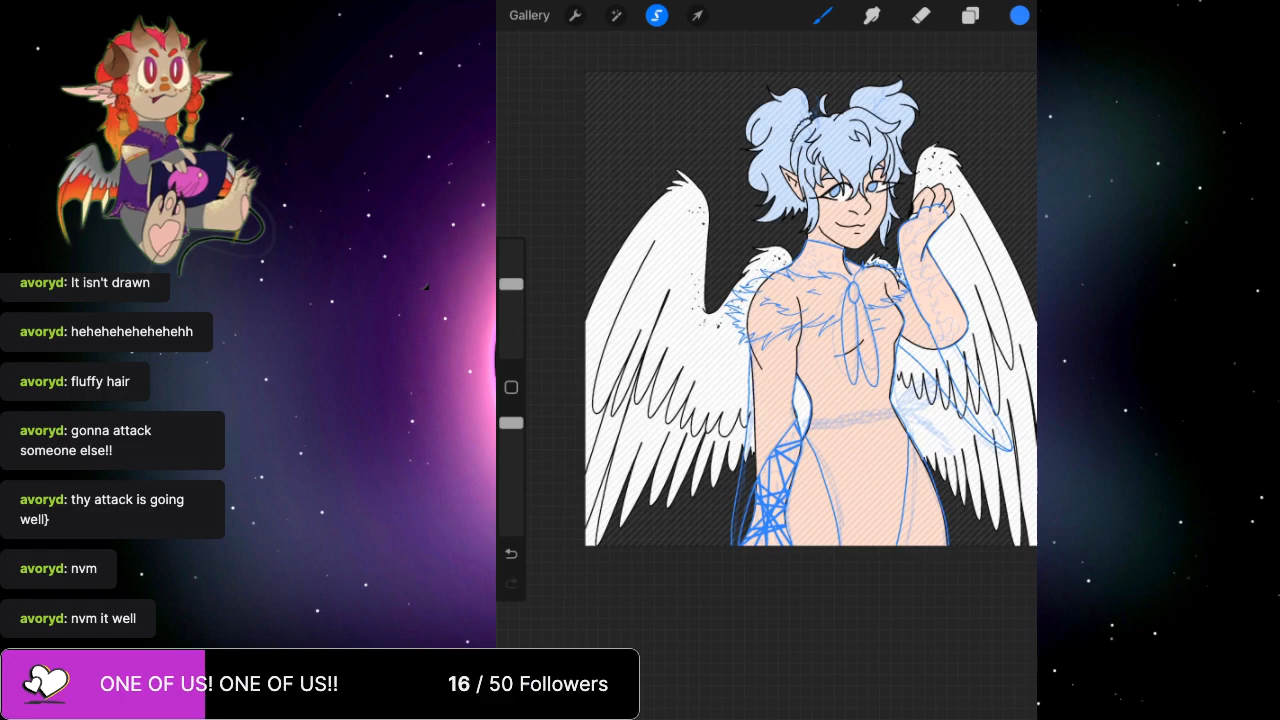 Gallery
avoryd: It isn't drawn
avoryd: hehehehehehehehh
avoryd: fluffy hair
avoryd: gonna attack
someone else!!
avoryd: thy attack is going
well}
avoryd: nvm
avoryd: nvm it well
ONE OF US! ONE OF US!!
16 / 50 Followers